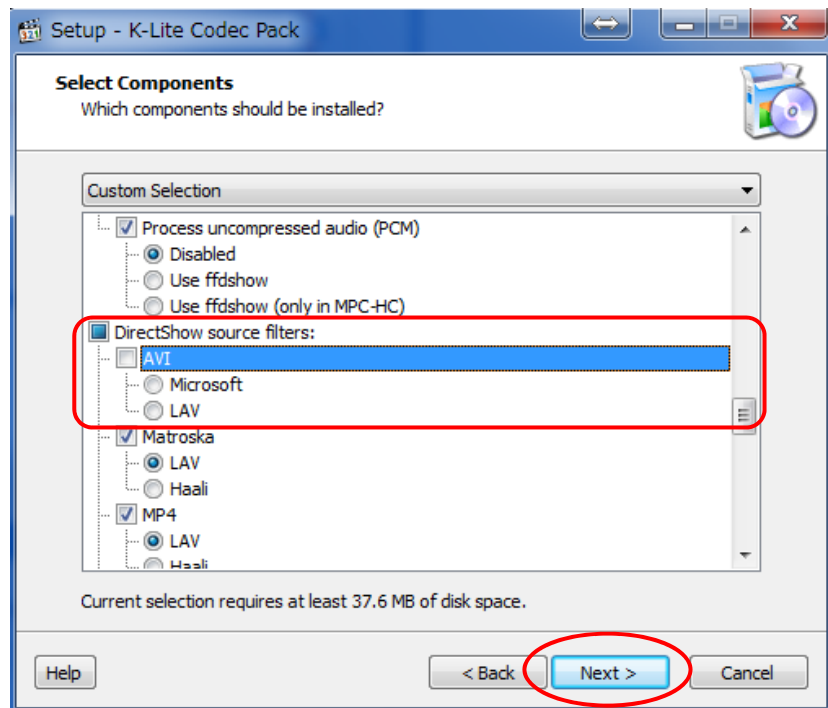 Setup - K-Lite Codec Pack
Select Components
Which components should be installed?
Custom Selection
Process uncompressed audio (PCM)
Disabled
Use ffdshow
Use ffdshow (only in MPC-HC)
DirectShow source filters:
AVI
Microsoft
LAV
Matroska
LAV
Haali
MP4
LAV
Haali
Current selection requires at least 37.6 MB of disk space.
Help
< Back
Next >
Cancel